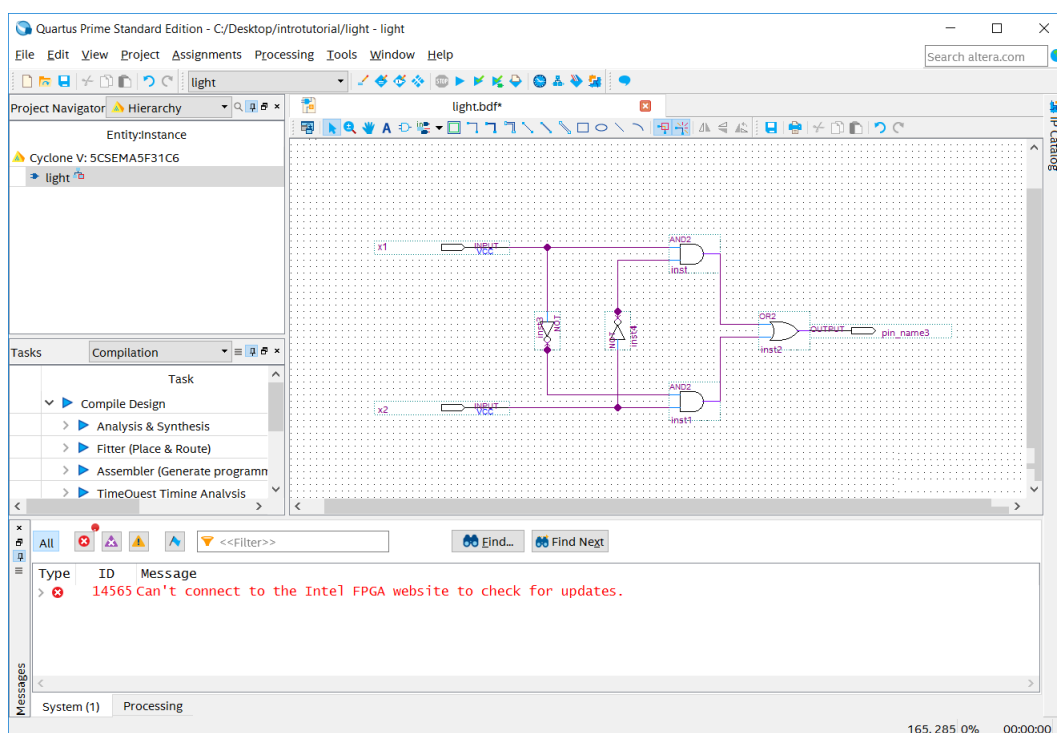 Quartus Prime Standard Edition - C:/Desktop/introtutorial/light - light
File Edit View Project Assignments Processing Tools Window Help
Search altera.com
light
STOP
Project Navigator Hierarchy
light.bdf*
IP Catalog
Entity:Instance
Cyclone V: 5CSEMA5F31C6
light
x1
INPUT
VCC
AND2
inst
inst3
NOT
NOT
inst4
OR2
inst2
OUTPUT
pin_name3
x2
INPUT
VCC
AND2
inst1
Tasks Compilation
Task
Compile Design
Analysis & Synthesis
Fitter (Place & Route)
Assembler (Generate programm
TimeQuest Timing Analysis
All
<<Filter>>
Find...
Find Next
Type ID Message
14565 Can't connect to the Intel FPGA website to check for updates.
Messages
System (1) Processing
165, 285 0% 00:00:00